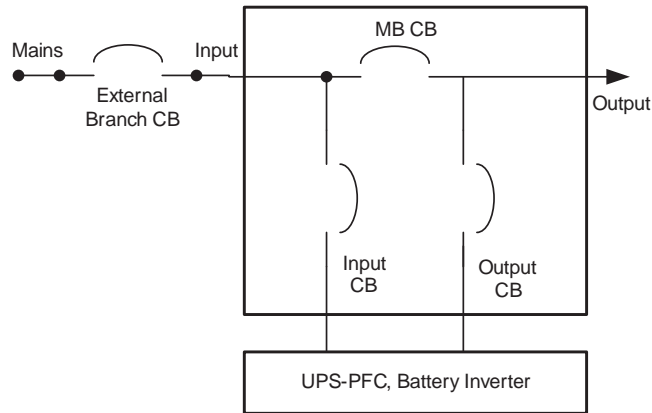 MB CB
Mains
Input
External
Branch CB
Output
Input
CB
Output
CB
UPS-PFC, Battery Inverter